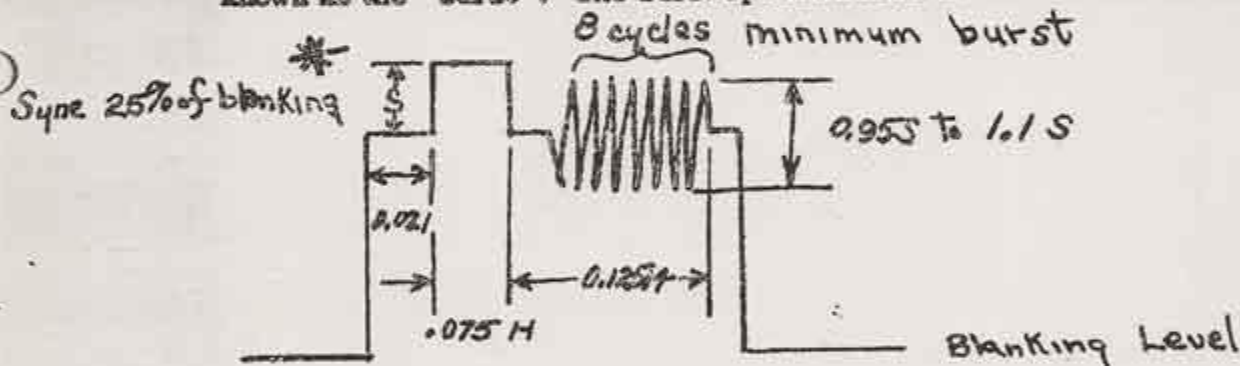 8 cycles minimum burst
Sync 25% of blanking
S
0.95S To 1.1 S
0.021
0.125H
.075 H
Blanking Level